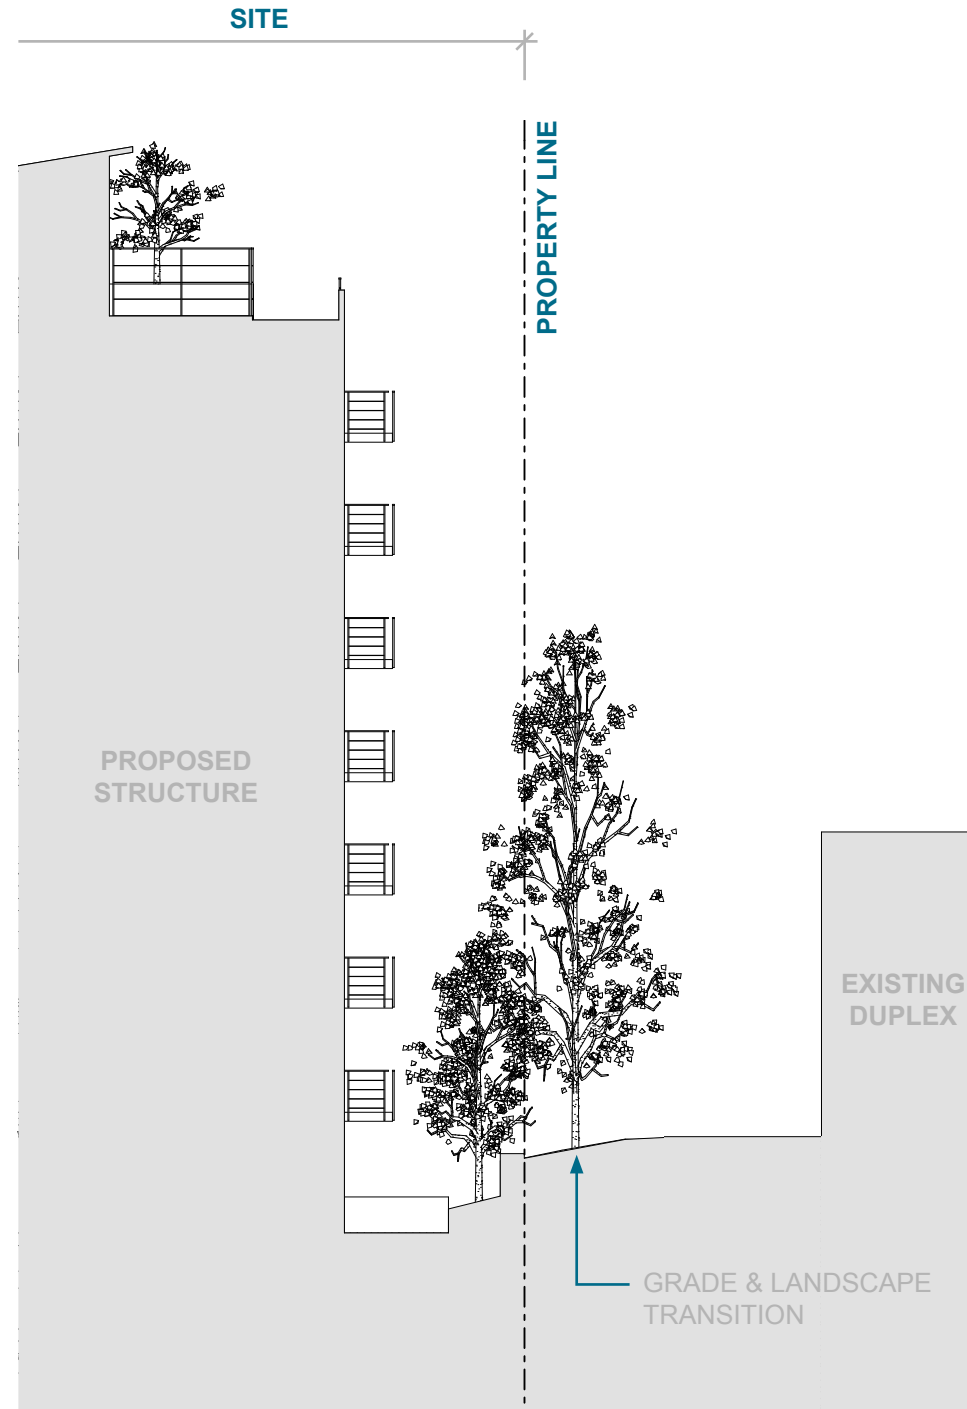 SITE
PROPERTY LINE
PROPOSED
STRUCTURE
EXISTING
DUPLEX
GRADE & LANDSCAPE
TRANSITION